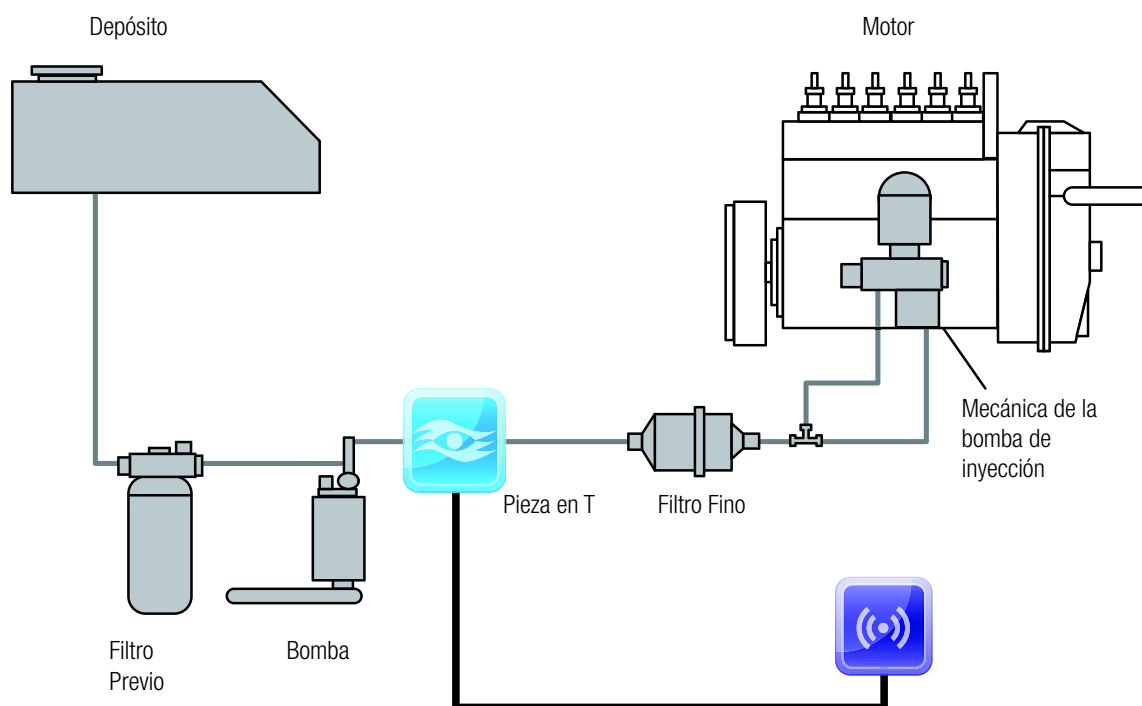 Depósito
Motor
Mecánica de la
bomba de
inyección
Pieza en T
Filtro Fino
Filtro
Previo
Bomba